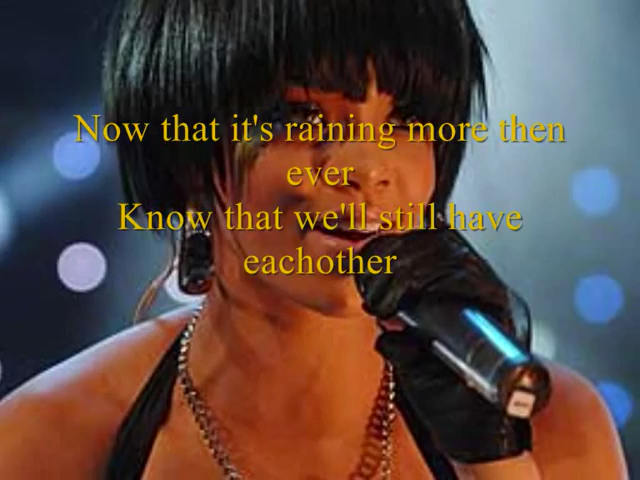 Now that it's raining more then
ever
Know that we'll still have
eachother